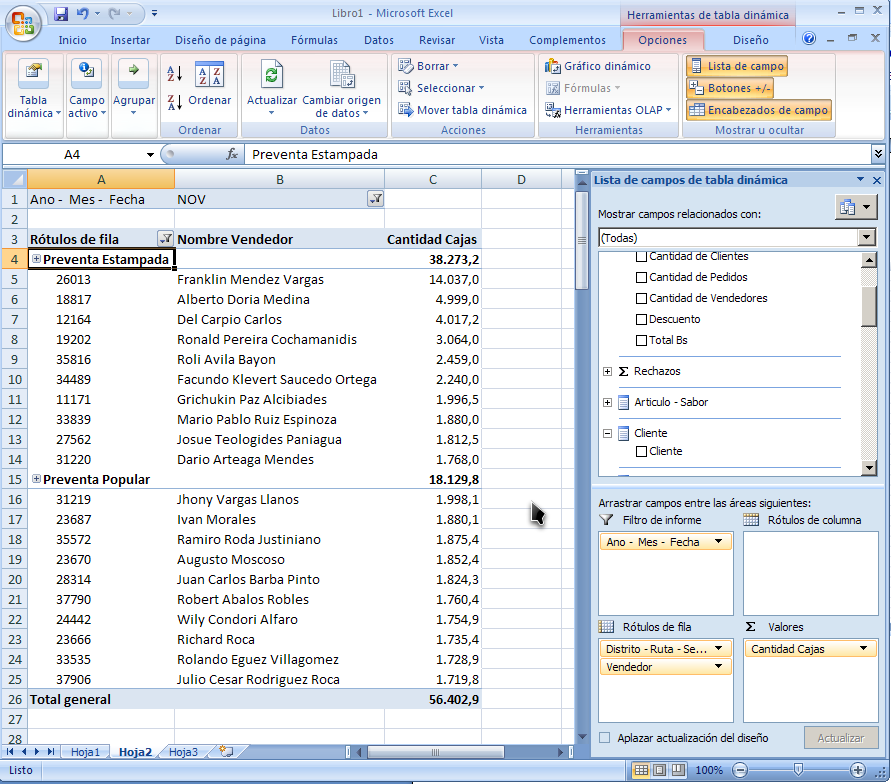 Libro1 - Microsoft Excel
Herramientas de tabla dinámica
Inicio Insertar Diseño de página Fórmulas Datos Revisar Vista Complementos Opciones Diseño
Tabla dinámica
Campo activo
Agrupar
Ordenar
Ordenar
Actualizar
Cambiar origen de datos
Datos
Borrar
Seleccionar
Mover tabla dinámica
Acciones
Gráfico dinámico
Fórmulas
Herramientas OLAP
Herramientas
Lista de campo
Botones +/-
Encabezados de campo
Mostrar u ocultar
A4 fx Preventa Estampada
A B C D
1 Ano - Mes - Fecha NOV
2
3 Rótulos de fila Nombre Vendedor Cantidad Cajas
4 Preventa Estampada 38.273,2
5 26013 Franklin Mendez Vargas 14.037,0
6 18817 Alberto Doria Medina 4.999,0
7 12164 Del Carpio Carlos 4.017,2
8 19202 Ronald Pereira Cochamanidis 3.064,0
9 35816 Roli Avila Bayon 2.459,0
10 34489 Facundo Klevert Saucedo Ortega 2.240,0
11 11171 Grichukin Paz Alcibiades 1.996,5
12 33839 Mario Pablo Ruiz Espinoza 1.880,0
13 27562 Josue Teologides Paniagua 1.812,5
14 31220 Dario Arteaga Mendes 1.768,0
15 Preventa Popular 18.129,8
16 31219 Jhony Vargas Llanos 1.998,1
17 23687 Ivan Morales 1.880,1
18 35572 Ramiro Roda Justiniano 1.875,4
19 23670 Augusto Moscoso 1.852,4
20 28314 Juan Carlos Barba Pinto 1.824,3
21 37790 Robert Abalos Robles 1.760,4
22 24442 Wily Condori Alfaro 1.754,9
23 23666 Richard Roca 1.735,4
24 33535 Rolando Eguez Villagomez 1.728,9
25 37906 Julio Cesar Rodriguez Roca 1.719,8
26 Total general 56.402,9
27
28
Hoja1 Hoja2 Hoja3
Lista de campos de tabla dinámica
Mostrar campos relacionados con:
(Todas)
Cantidad de Clientes
Cantidad de Pedidos
Cantidad de Vendedores
Descuento
Total Bs
Σ Rechazos
Articulo - Sabor
Cliente
Cliente
Arrastrar campos entre las áreas siguientes:
Filtro de informe
Rótulos de columna
Ano - Mes - Fecha
Rótulos de fila
Σ Valores
Distrito - Ruta - Se...
Vendedor
Cantidad Cajas
Aplazar actualización del diseño
Actualizar
Listo 100%